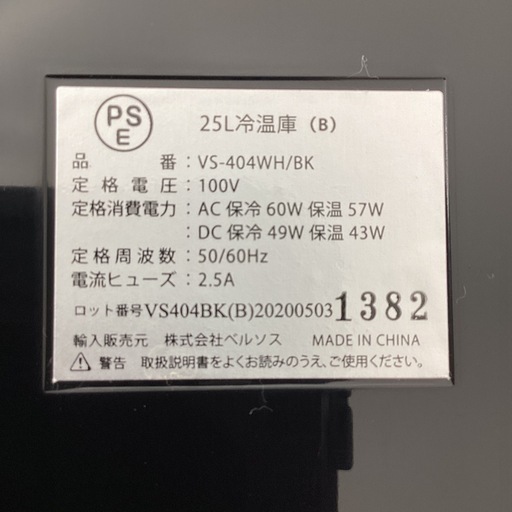 PS
E
25L冷温庫（B）
品番：VS-404WH/BK
定格電圧：100V
定格消費電力：AC 保冷 60W 保温 57W
：DC 保冷 49W 保温 43W
定格周波数：50/60Hz
電流ヒューズ：2.5A
ロット番号VS404BK(B)20200503 1382
輸入販売元　株式会社ベルソス　MADE IN CHINA
警告　取扱説明書をよくお読みのうえ、ご使用ください。